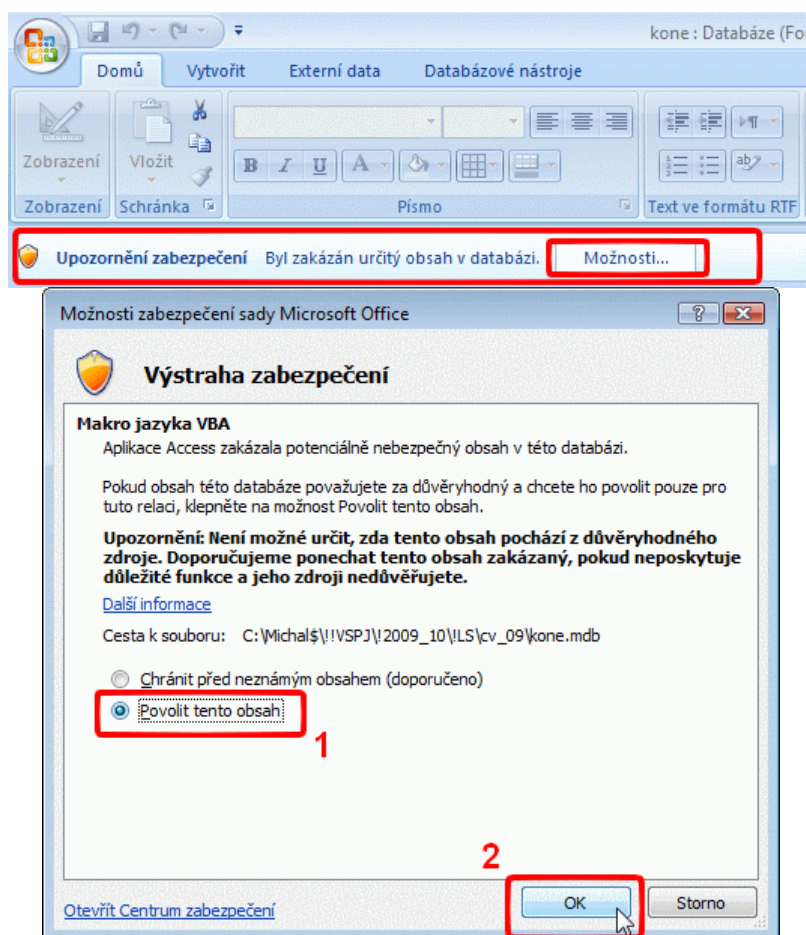 kone : Databáze (Fo
Domů Vytvořit Externí data Databázové nástroje
Zobrazení Vložit
B I U A ab
Zobrazení Schránka Písmo Text ve formátu RTF
Upozornění zabezpečení Byl zakázán určitý obsah v databázi. Možnosti...
Možnosti zabezpečení sady Microsoft Office ?
Výstraha zabezpečení
Makro jazyka VBA
Aplikace Access zakázala potenciálně nebezpečný obsah v této databázi.
Pokud obsah této databáze považujete za důvěryhodný a chcete ho povolit pouze pro
tuto relaci, klepněte na možnost Povolit tento obsah.
Upozornění: Není možné určit, zda tento obsah pochází z důvěryhodného
zdroje. Doporučujeme ponechat tento obsah zakázaný, pokud neposkytuje
důležité funkce a jeho zdroji nedůvěřujete.
Další informace
Cesta k souboru: C:\Michal$\!!VSPJ\!2009_10\!LS\cv_09\kone.mdb
Chránit před neznámým obsahem (doporučeno)
Povolit tento obsah
1
2
Otevřít Centrum zabezpečení OK Storno